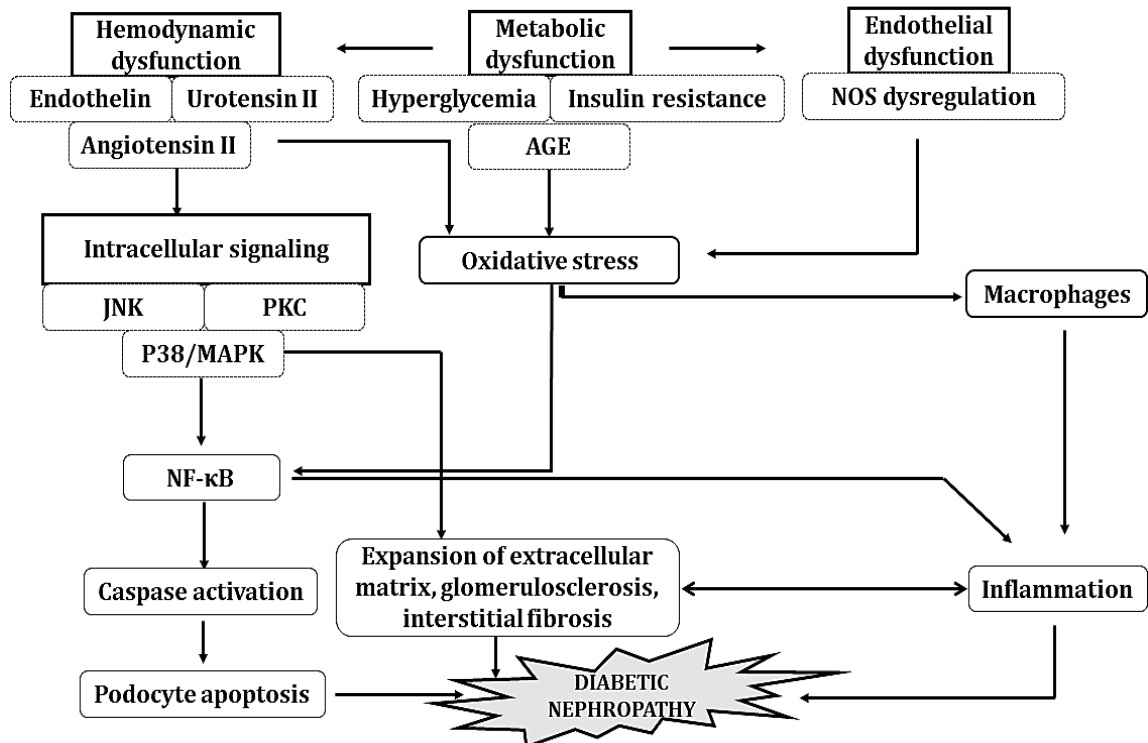 Hemodynamic
dysfunction
Metabolic
dysfunction
Endothelial
dysfunction
Endothelin
Urotensin II
Hyperglycemia
Insulin resistance
NOS dysregulation
Angiotensin II
AGE
Intracellular signaling
Oxidative stress
Macrophages
JNK
PKC
P38/MAPK
NF-κB
Expansion of extracellular
matrix, glomerulosclerosis,
interstitial fibrosis
Caspase activation
Inflammation
Podocyte apoptosis
DIABETIC
NEPHROPATHY